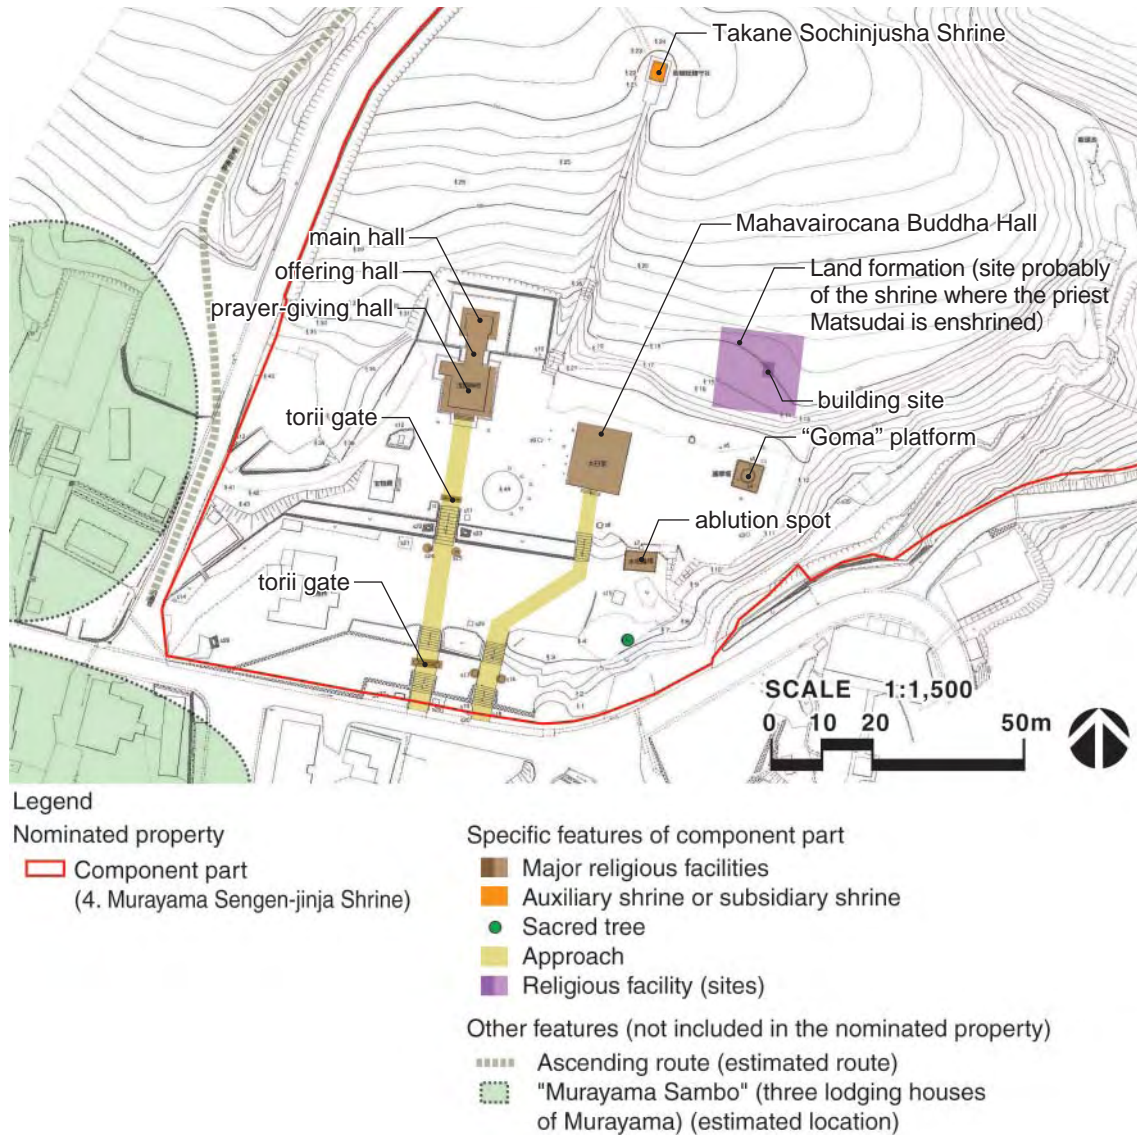 Takane Sochinjusha Shrine
Mahavairocana Buddha Hall
main hall
offering hall
Land formation (site probably
of the shrine where the priest
Matsudai is enshrined)
prayer-giving hall
building site
torii gate
“Goma” platform
ablution spot
torii gate
SCALE 1:1,500
0 10 20 50m
Legend
Nominated property
Component part
(4. Murayama Sengen-jinja Shrine)
Specific features of component part
Major religious facilities
Auxiliary shrine or subsidiary shrine
Sacred tree
Approach
Religious facility (sites)
Other features (not included in the nominated property)
Ascending route (estimated route)
"Murayama Sambo" (three lodging houses
of Murayama) (estimated location)